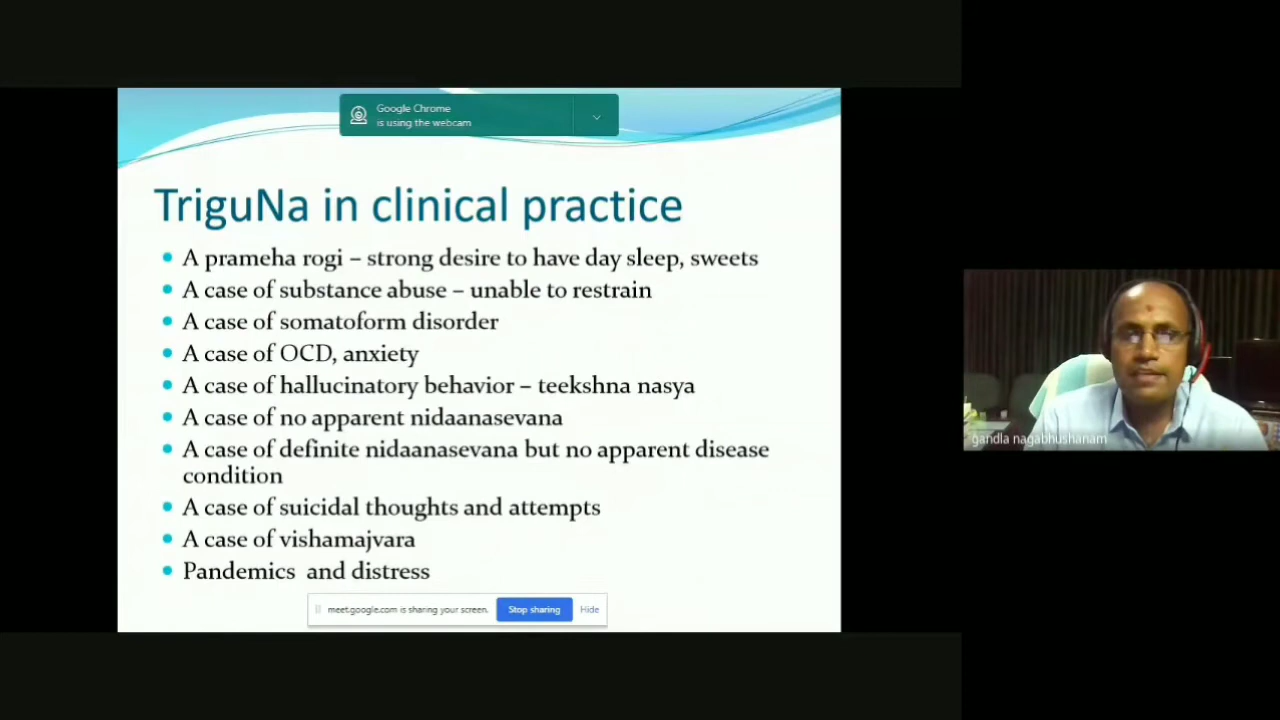 Google Chrome
is using the webcam
TriguNa in clinical practice
A prameha rogi – strong desire to have day sleep, sweets
A case of substance abuse – unable to restrain
A case of somatoform disorder
A case of OCD, anxiety
A case of hallucinatory behavior – teekshna nasya
A case of no apparent nidaanasevana
A case of definite nidaanasevana but no apparent disease
condition
A case of suicidal thoughts and attempts
A case of vishamajvara
Pandemics and distress
meet.google.com is sharing your screen.
Stop sharing
Hide
gandla nagabhushanam